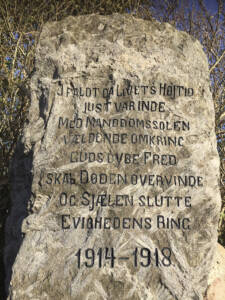 I faldt da Livets Højtid
just var inde
Med Manddomssolen
vældende omkring
Guds dybe Fred
skal Døden overvinde
og Sjælen slutte
Evighedens Ring
1914-1918